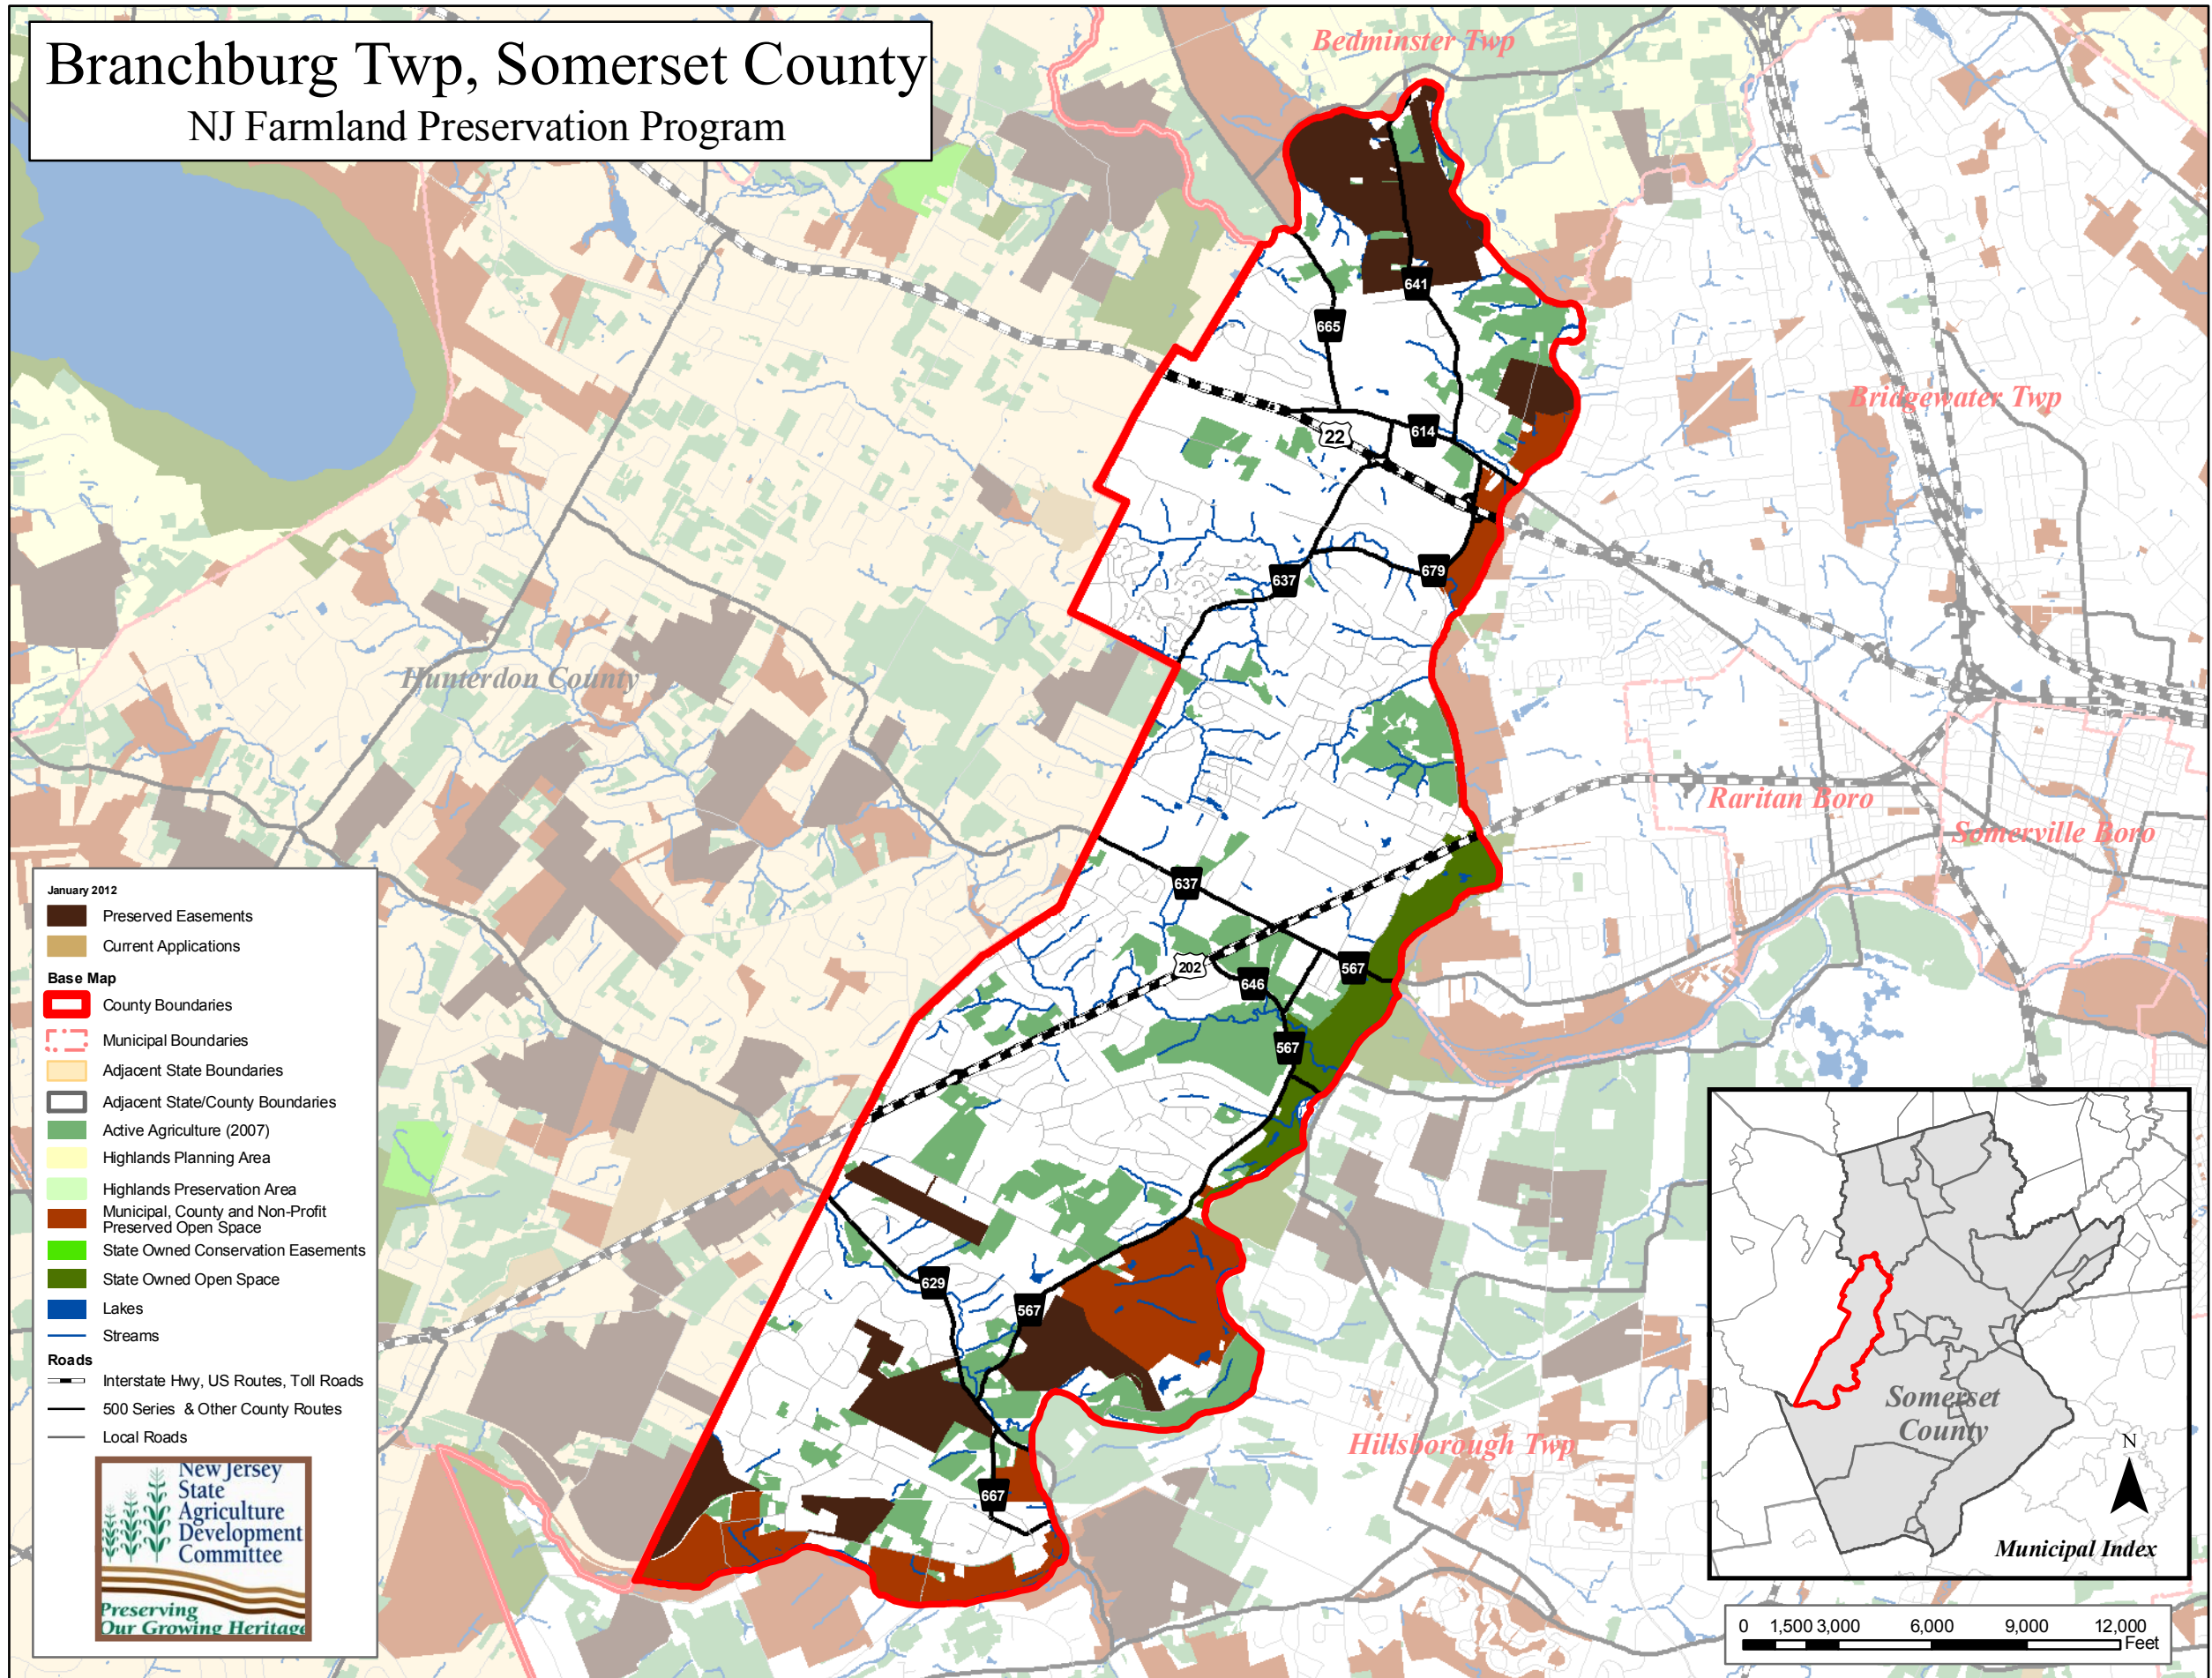 Branchburg Twp, Somerset County
NJ Farmland Preservation Program
Bedminster Twp
641
665
Bridgewater Twp
22
614
679
637
Hunterdon County
Raritan Boro
Somerville Boro
637
202
646
567
567
629
567
667
Hillsborough Twp
January 2012
Preserved Easements
Current Applications
Base Map
County Boundaries
Municipal Boundaries
Adjacent State Boundaries
Adjacent State/County Boundaries
Active Agriculture (2007)
Highlands Planning Area
Highlands Preservation Area
Municipal, County and Non-Profit
Preserved Open Space
State Owned Conservation Easements
State Owned Open Space
Lakes
Streams
Roads
Interstate Hwy, US Routes, Toll Roads
500 Series & Other County Routes
Local Roads
New Jersey
State
Agriculture
Development
Committee
Preserving
Our Growing Heritage
Somerset
County
N
Municipal Index
0 1,500 3,000 6,000 9,000 12,000
Feet